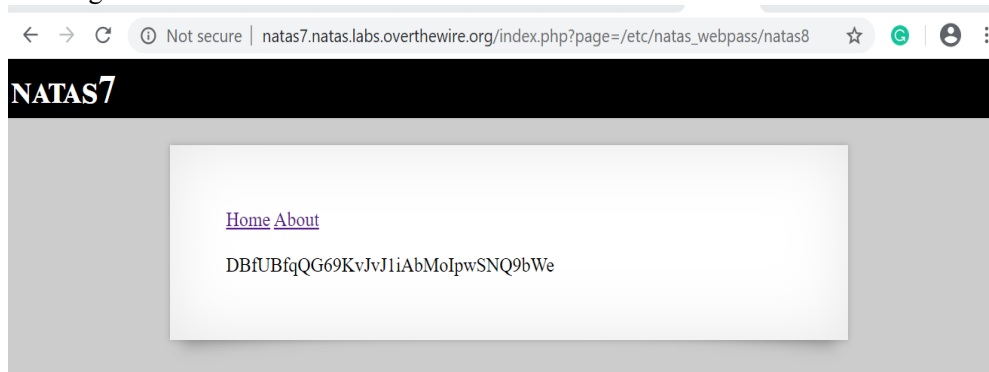 Not secure | natas7.natas.labs.overthewire.org/index.php?page=/etc/natas_webpass/natas8
NATAS7
Home About
DBfUBfqQG69KvJvJ1iAbMoIpwSNQ9bWe